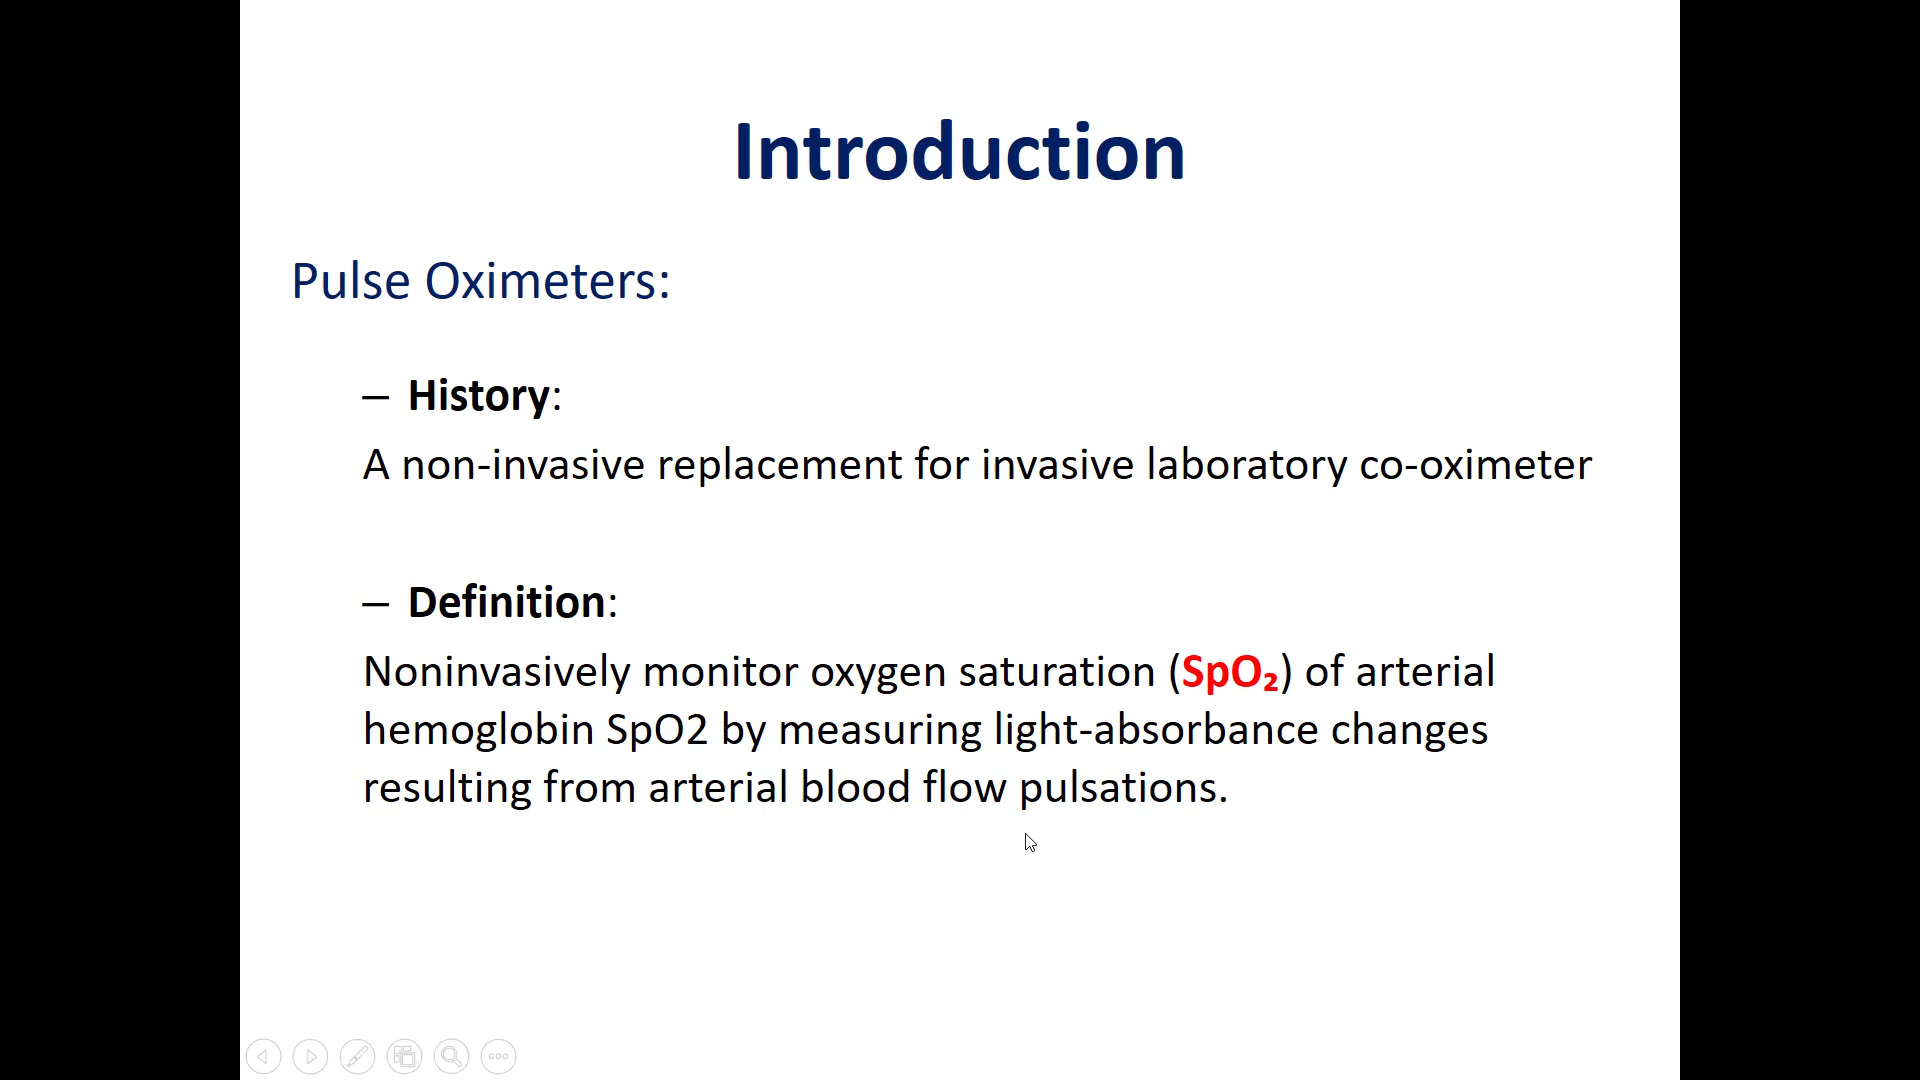 Introduction
Pulse Oximeters:
– History:
A non-invasive replacement for invasive laboratory co-oximeter
– Definition:
Noninvasively monitor oxygen saturation (SpO₂) of arterial
hemoglobin SpO2 by measuring light-absorbance changes
resulting from arterial blood flow pulsations.